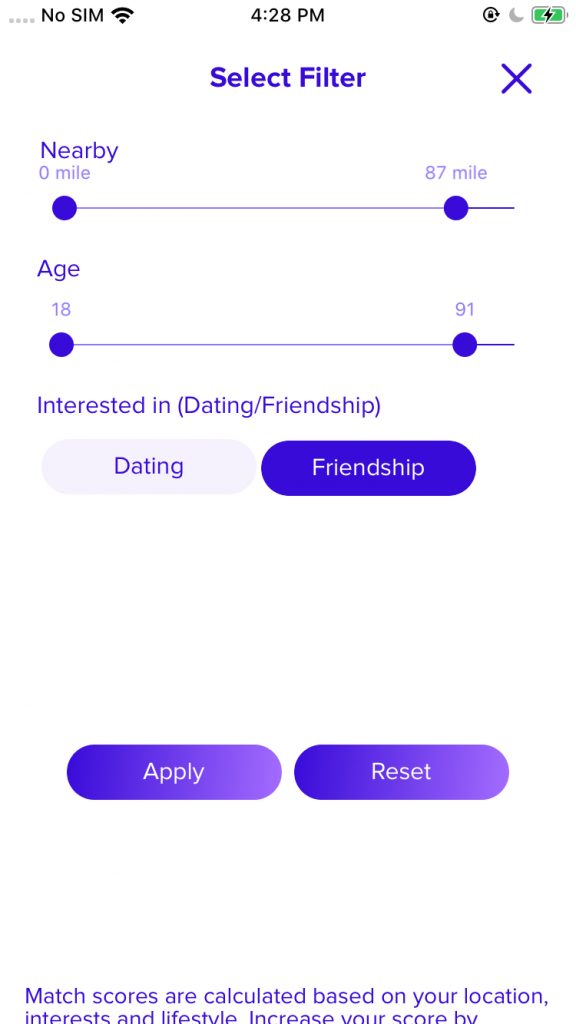 No SIM 4:28 PM
Select Filter
Nearby
0 mile 87 mile
Age
18 91
Interested in (Dating/Friendship)
Dating Friendship
Apply Reset
Match scores are calculated based on your location,
interests and lifestyle. Increase your score by